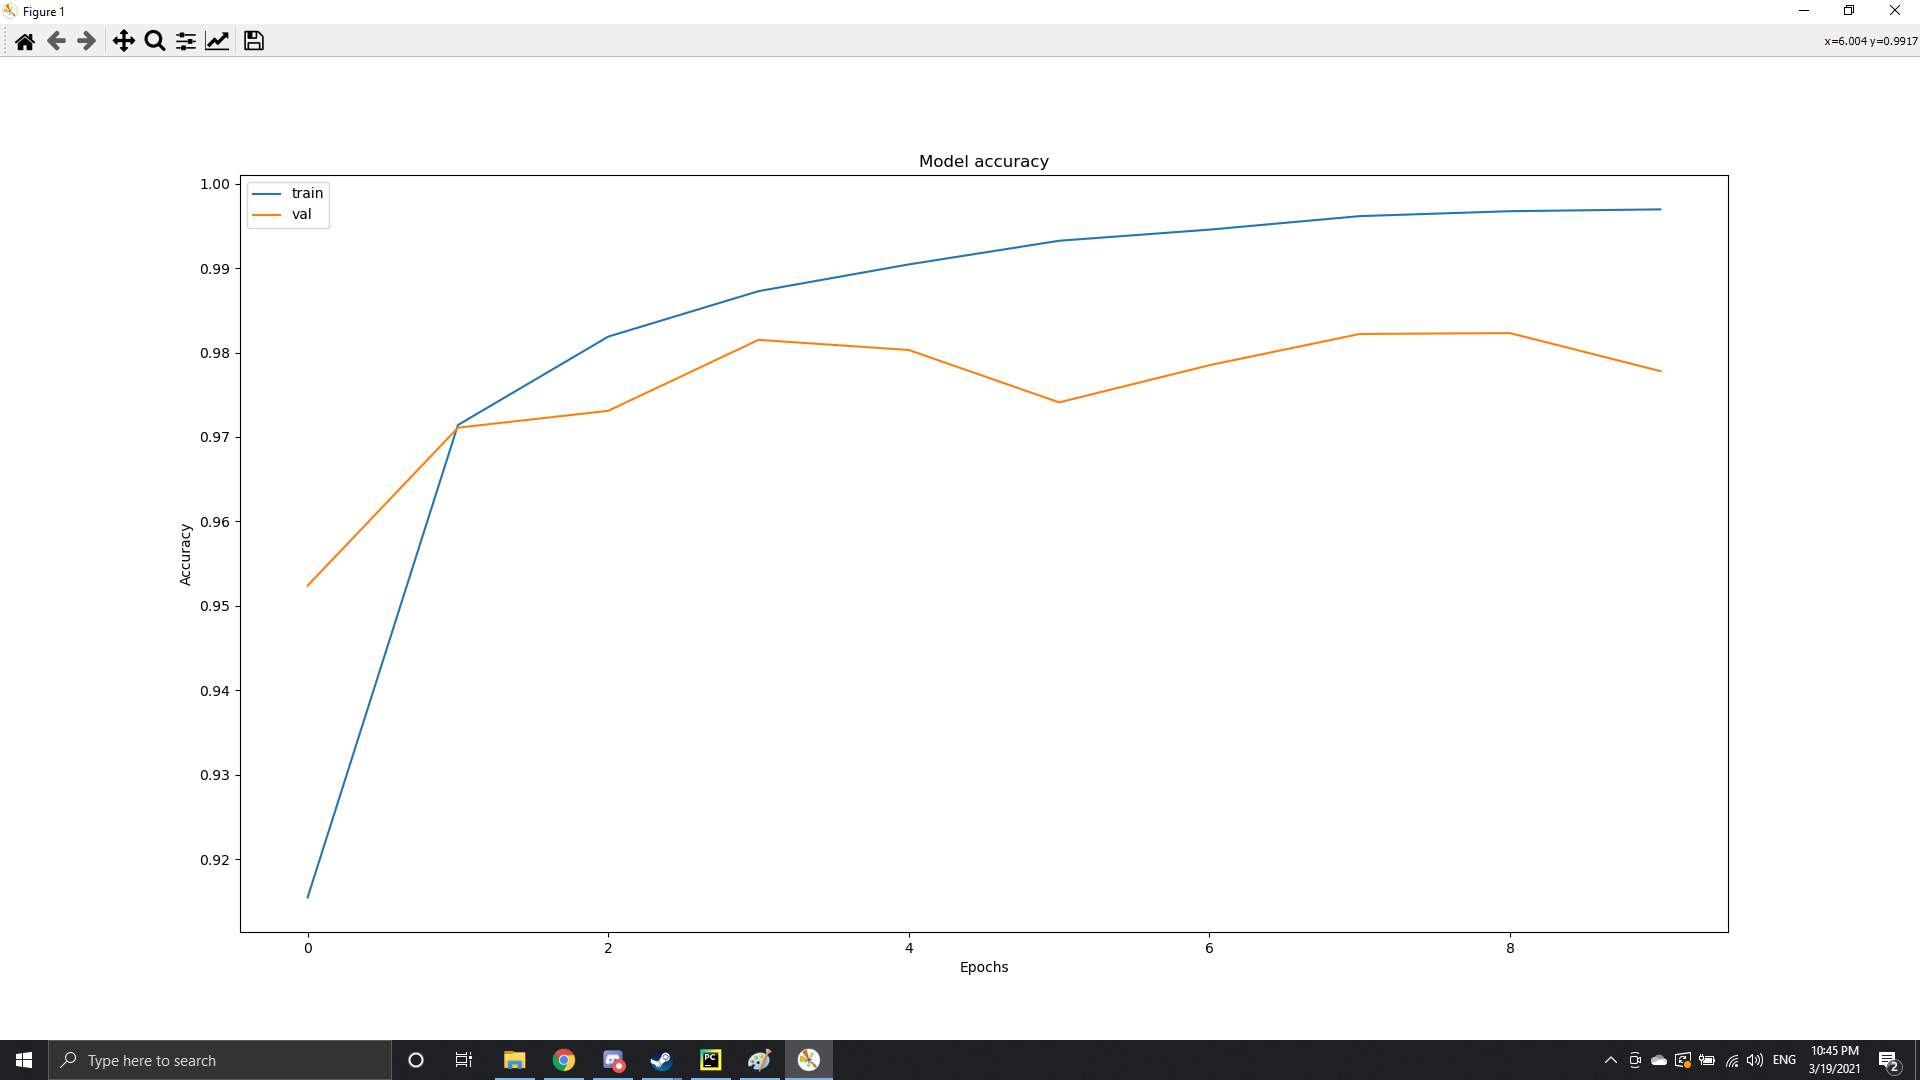 Figure 1
x=6.004 y=0.9917
Model accuracy
train
val
1.00
0.99
0.98
0.97
0.96
0.95
0.94
0.93
0.92
Accuracy
0 2 4 6 8
Epochs
Type here to search
PC
ENG
10:45 PM
3/19/2021
2